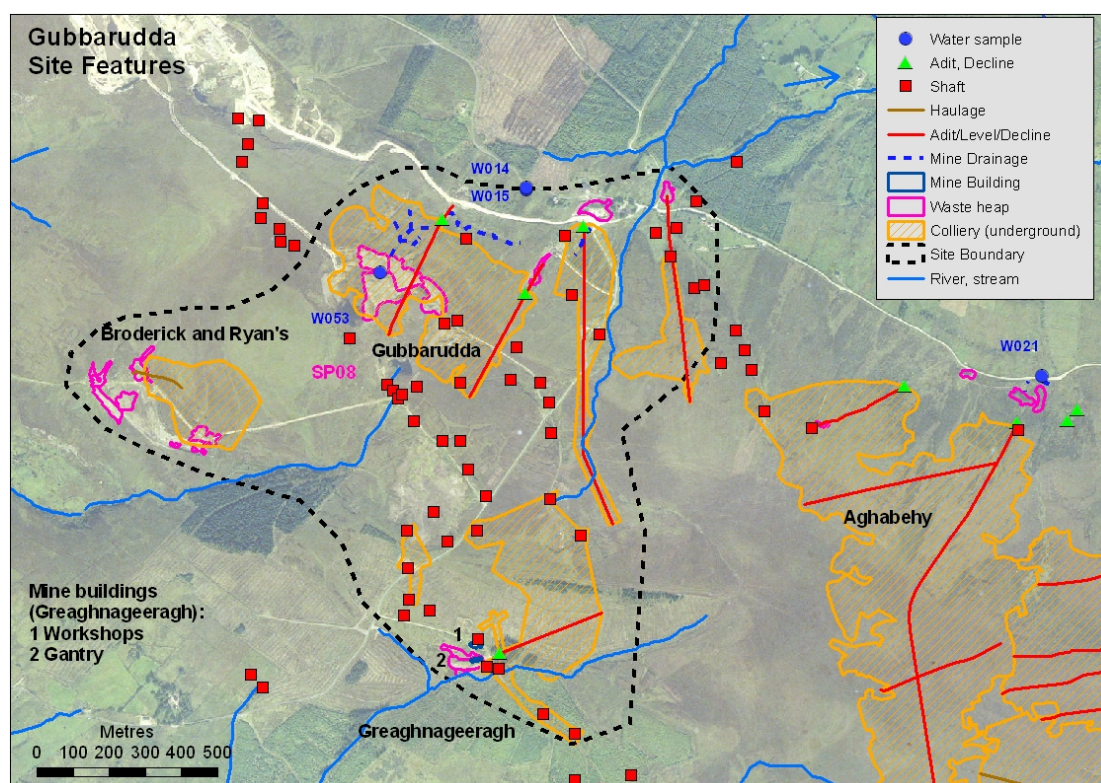 Gubbarudda
Site Features
Water sample
Adit, Decline
Shaft
Haulage
Adit/Level/Decline
Mine Drainage
Mine Building
Waste heap
Colliery (underground)
Site Boundary
River, stream
W014
W015
W053
Broderick and Ryan's
Gubbarudda
SP08
W021
Aghabehy
Mine buildings
(Greaghnageeragh):
1 Workshops
2 Gantry
1
2
Greaghnageeragh
Metres
0 100 200 300 400 500